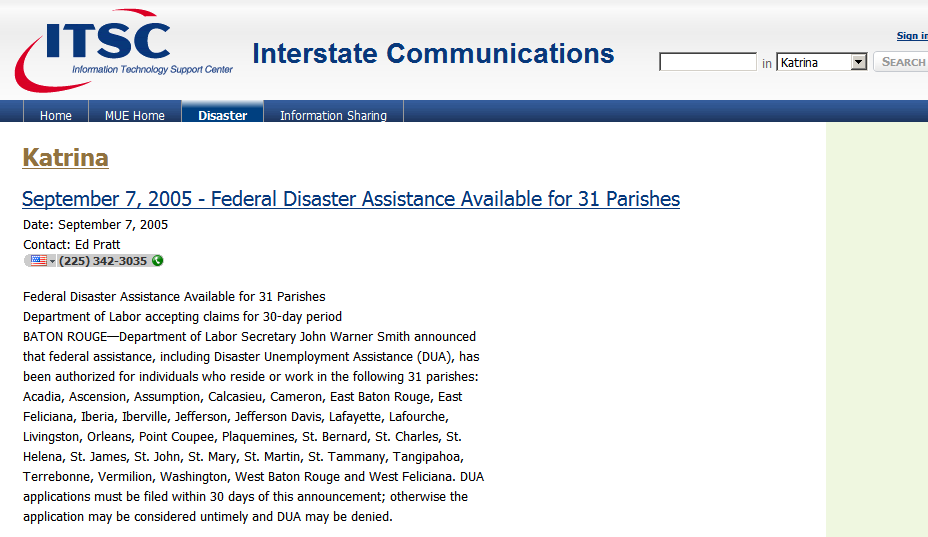 ITSC
Information Technology Support Center
Interstate Communications
Sign in
in
Katrina
SEARCH
Home
MUE Home
Disaster
Information Sharing
Katrina
September 7, 2005 - Federal Disaster Assistance Available for 31 Parishes
Date: September 7, 2005
Contact: Ed Pratt
(225) 342-3035
Federal Disaster Assistance Available for 31 Parishes
Department of Labor accepting claims for 30-day period
BATON ROUGE—Department of Labor Secretary John Warner Smith announced
that federal assistance, including Disaster Unemployment Assistance (DUA), has
been authorized for individuals who reside or work in the following 31 parishes:
Acadia, Ascension, Assumption, Calcasieu, Cameron, East Baton Rouge, East
Feliciana, Iberia, Iberville, Jefferson, Jefferson Davis, Lafayette, Lafourche,
Livingston, Orleans, Point Coupee, Plaquemines, St. Bernard, St. Charles, St.
Helena, St. James, St. John, St. Mary, St. Martin, St. Tammany, Tangipahoa,
Terrebonne, Vermilion, Washington, West Baton Rouge and West Feliciana. DUA
applications must be filed within 30 days of this announcement; otherwise the
application may be considered untimely and DUA may be denied.